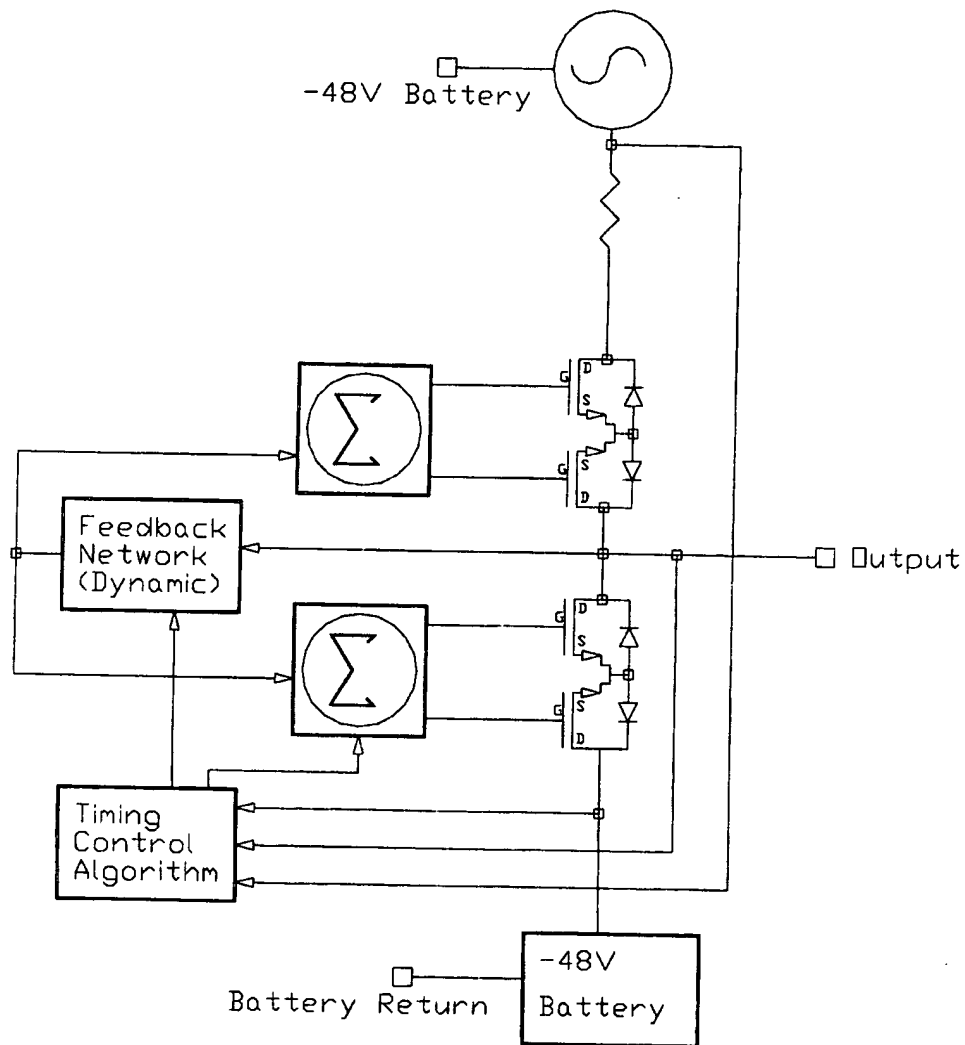 -48V Battery
D
G
S
S
G
D
Feedback
Network
(Dynamic)
Output
D
G
S
S
G
D
Timing
Control
Algorithm
-48V
Battery
Battery Return